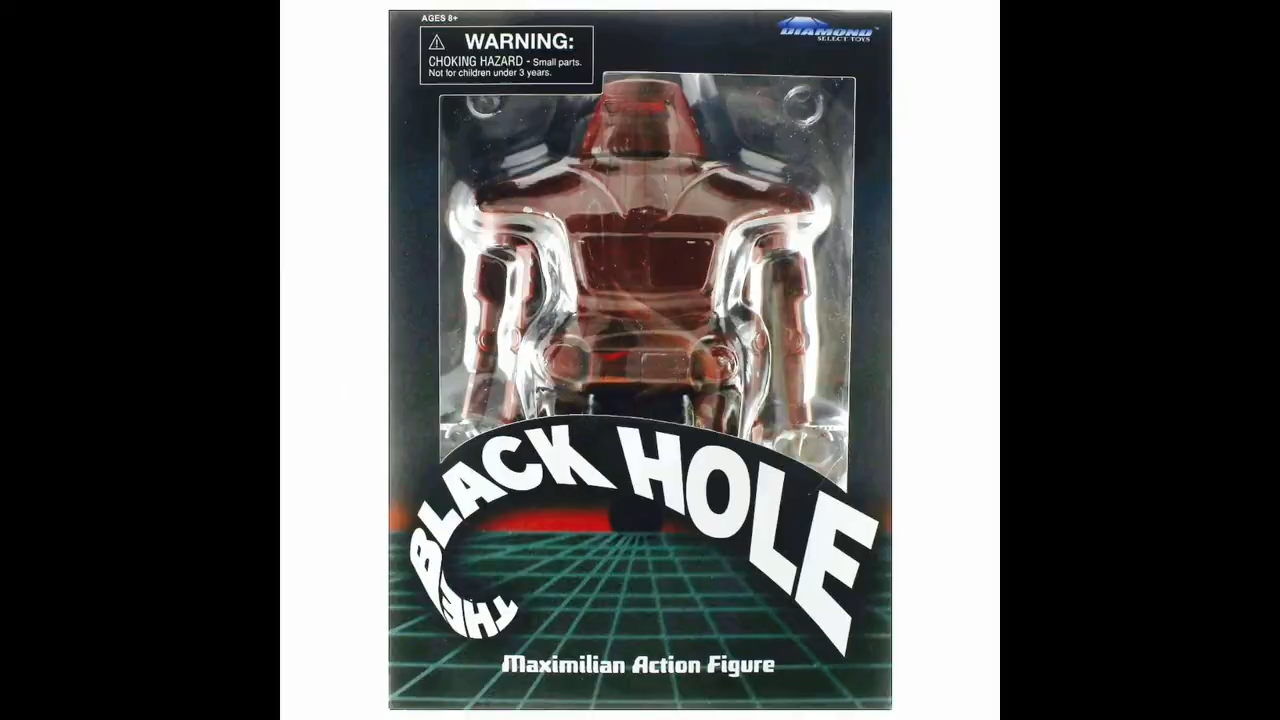 AGES 8+
WARNING:
CHOKING HAZARD - Small parts.
Not for children under 3 years.
DIAMOND
SELECT TOYS
THE BLACK HOLE
Maximilian Action Figure